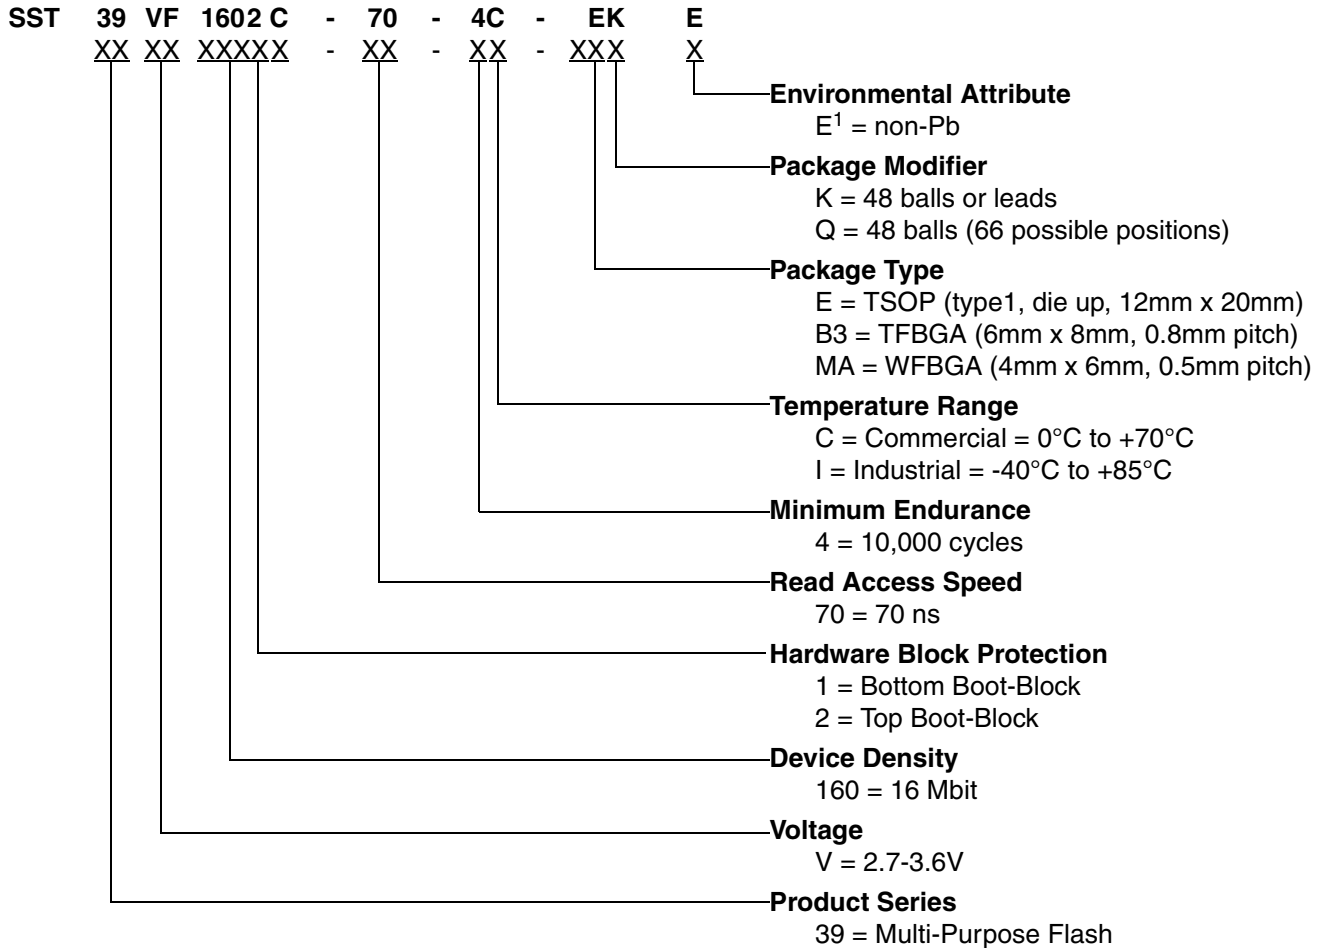 SST 39 VF 1602 C - 70 - 4C - EK E
XX XX XXXXX - XX - XX - XXX X
Environmental Attribute
E1 = non-Pb
Package Modifier
K = 48 balls or leads
Q = 48 balls (66 possible positions)
Package Type
E = TSOP (type1, die up, 12mm x 20mm)
B3 = TFBGA (6mm x 8mm, 0.8mm pitch)
MA = WFBGA (4mm x 6mm, 0.5mm pitch)
Temperature Range
C = Commercial = 0°C to +70°C
I = Industrial = -40°C to +85°C
Minimum Endurance
4 = 10,000 cycles
Read Access Speed
70 = 70 ns
Hardware Block Protection
1 = Bottom Boot-Block
2 = Top Boot-Block
Device Density
160 = 16 Mbit
Voltage
V = 2.7-3.6V
Product Series
39 = Multi-Purpose Flash